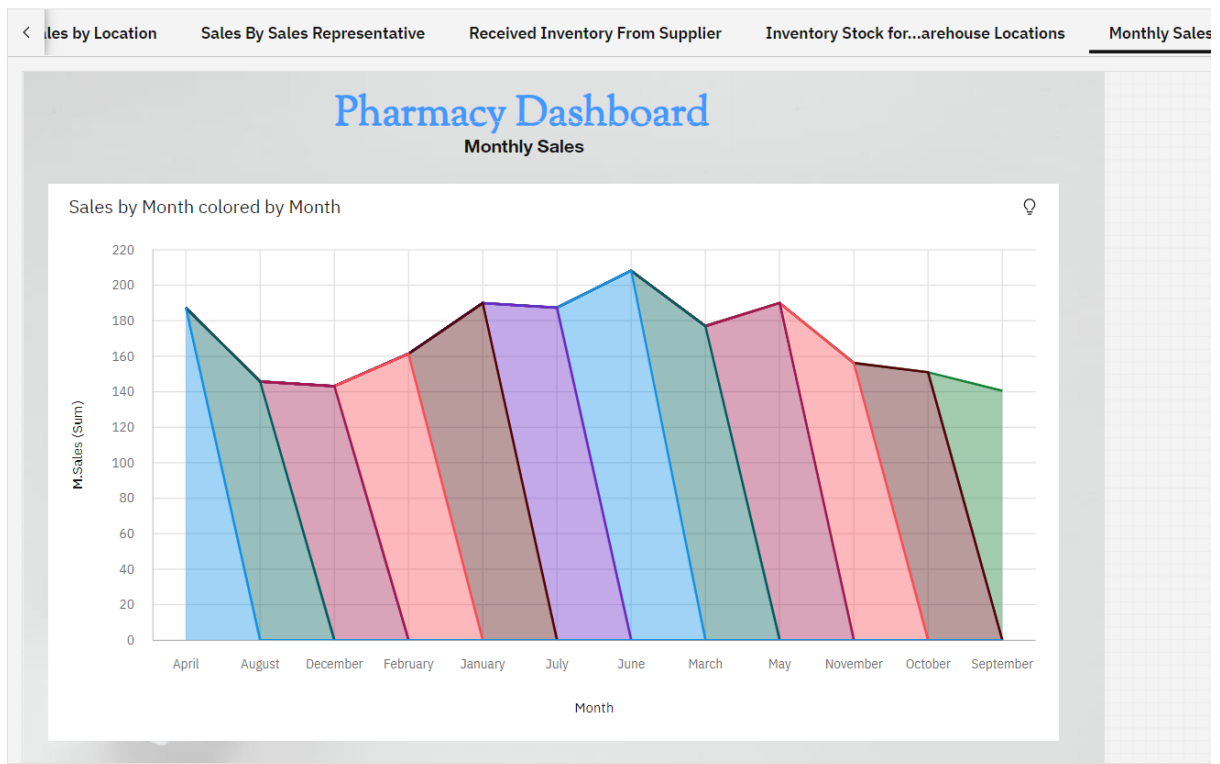 les by Location Sales By Sales Representative Received Inventory From Supplier Inventory Stock for...arehouse Locations Monthly Sales
Pharmacy Dashboard
Monthly Sales
Sales by Month colored by Month
220
200
180
160
140
120
100
80
60
40
20
0
M.Sales (Sum)
April August December February January July June March May November October September
Month